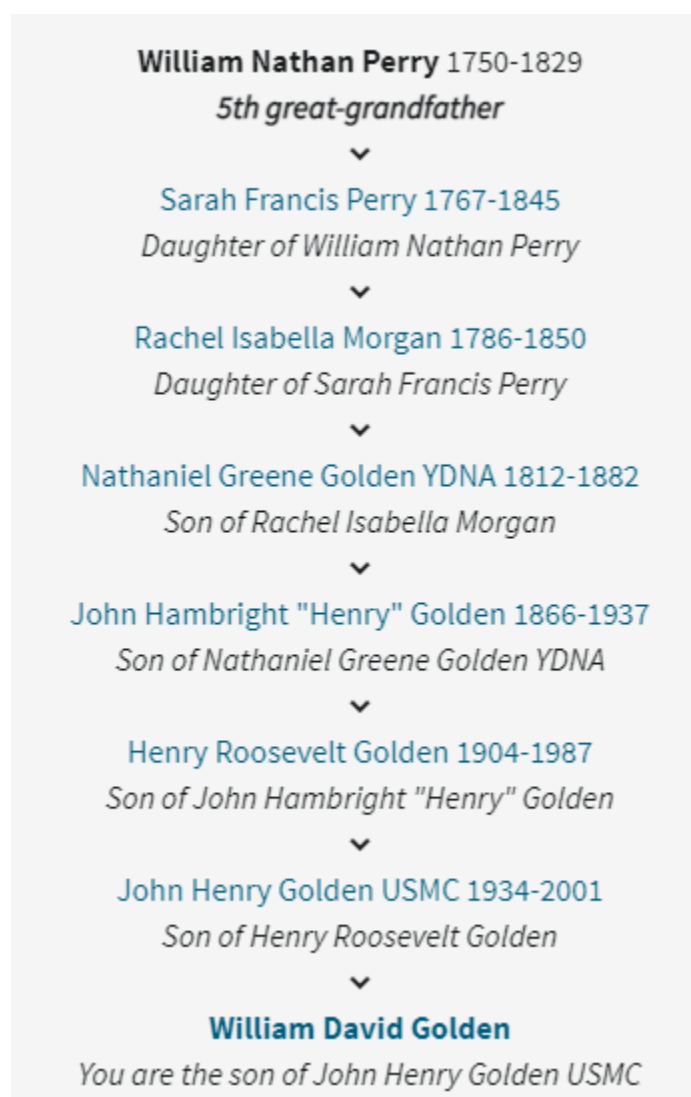 William Nathan Perry 1750-1829
5th great-grandfather
Sarah Francis Perry 1767-1845
Daughter of William Nathan Perry
Rachel Isabella Morgan 1786-1850
Daughter of Sarah Francis Perry
Nathaniel Greene Golden YDNA 1812-1882
Son of Rachel Isabella Morgan
John Hambright "Henry" Golden 1866-1937
Son of Nathaniel Greene Golden YDNA
Henry Roosevelt Golden 1904-1987
Son of John Hambright "Henry" Golden
John Henry Golden USMC 1934-2001
Son of Henry Roosevelt Golden
William David Golden
You are the son of John Henry Golden USMC